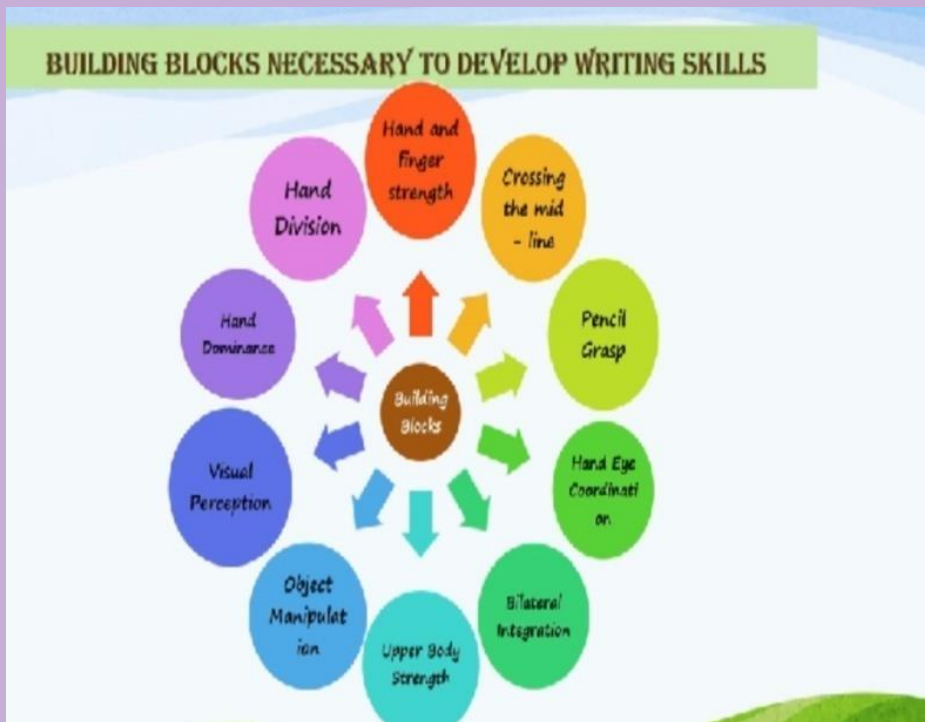 BUILDING BLOCKS NECESSARY TO DEVELOP WRITING SKILLS
Hand and
finger
strength
Crossing
the mid
- line
Pencil
Grasp
Hand Eye
Coordinati
on
Bilateral
Integration
Upper Body
Strength
Object
Manipulat
ion
Visual
Perception
Hand
Dominance
Hand
Division
Building
Blocks